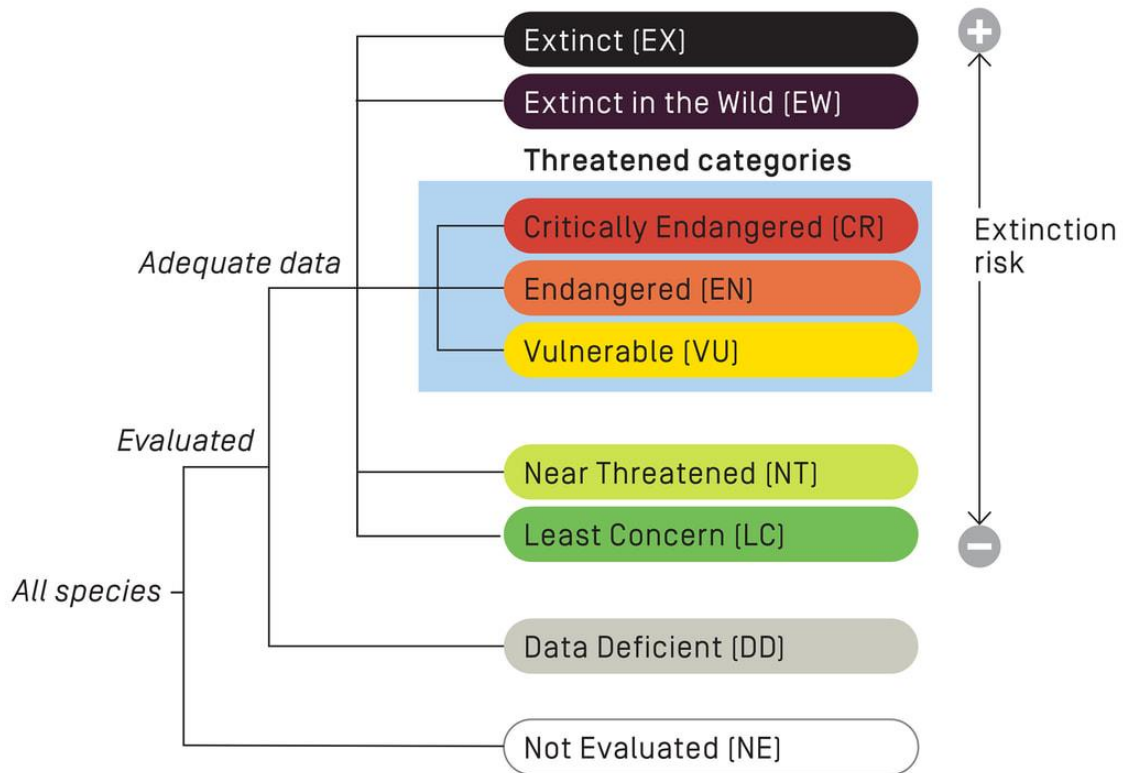 Extinct (EX)
+
Extinct in the Wild (EW)
Threatened categories
Critically Endangered (CR)
Extinction
risk
Adequate data
Endangered (EN)
Vulnerable (VU)
Evaluated
Near Threatened (NT)
Least Concern (LC)
−
All species
Data Deficient (DD)
Not Evaluated (NE)